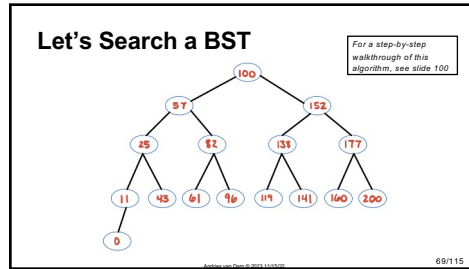 Let's Search a BST
For a step-by-step
walkthrough of this
algorithm, see slide 100
100
57 152
25 82 138 177
11 43 61 96 119 141 160 200
0
Andries van Dam © 2023 11/15/22
69/115